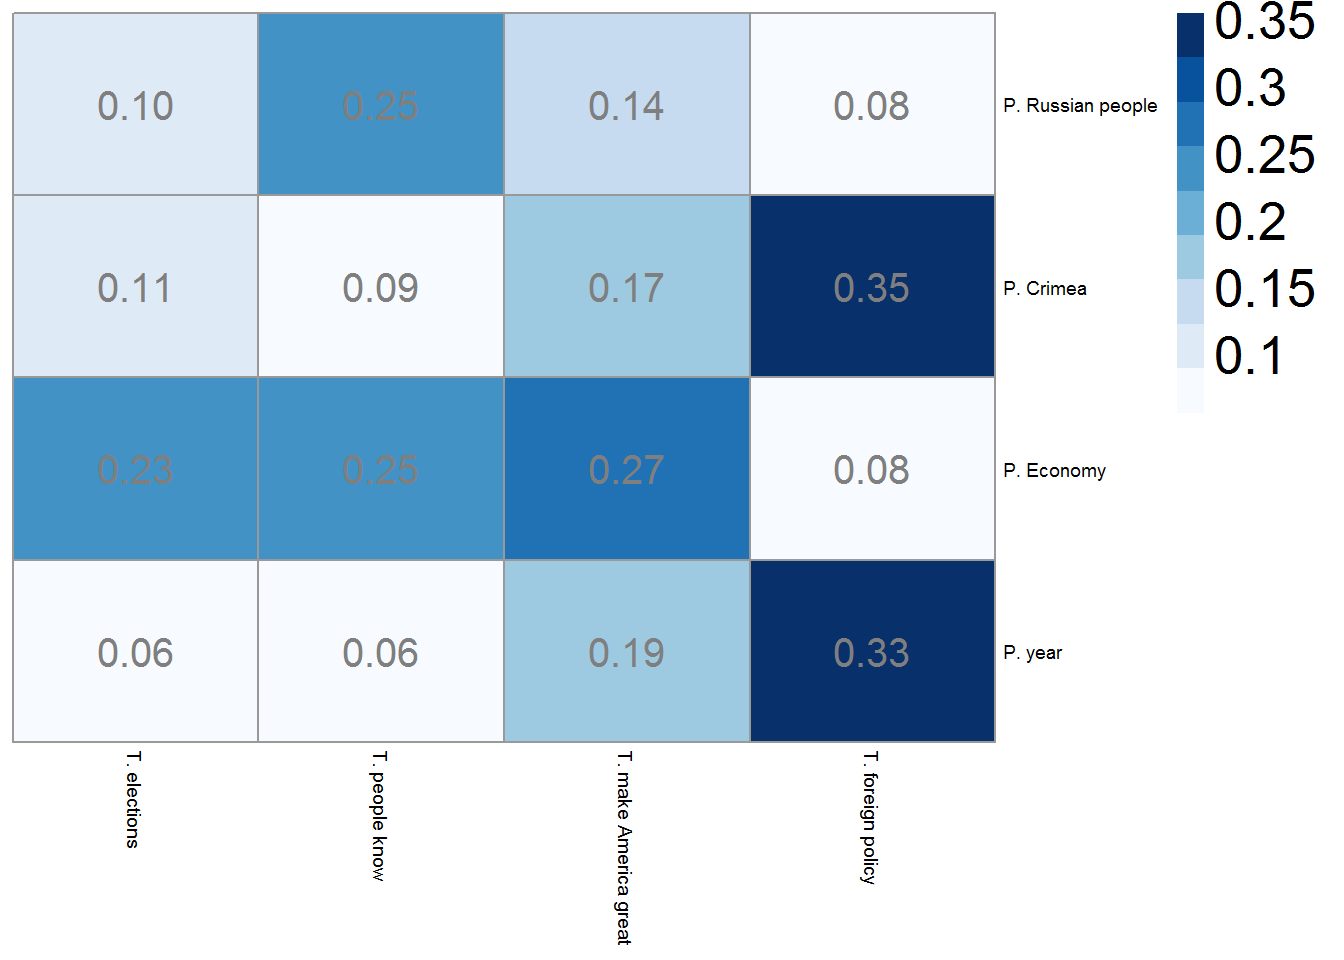 0.10 0.25 0.14 0.08 P. Russian people
0.11 0.09 0.17 0.35 P. Crimea
0.23 0.25 0.27 0.08 P. Economy
0.06 0.06 0.19 0.33 P. year
T. elections
T. people know
T. make America great
T. foreign policy
0.35
0.3
0.25
0.2
0.15
0.1